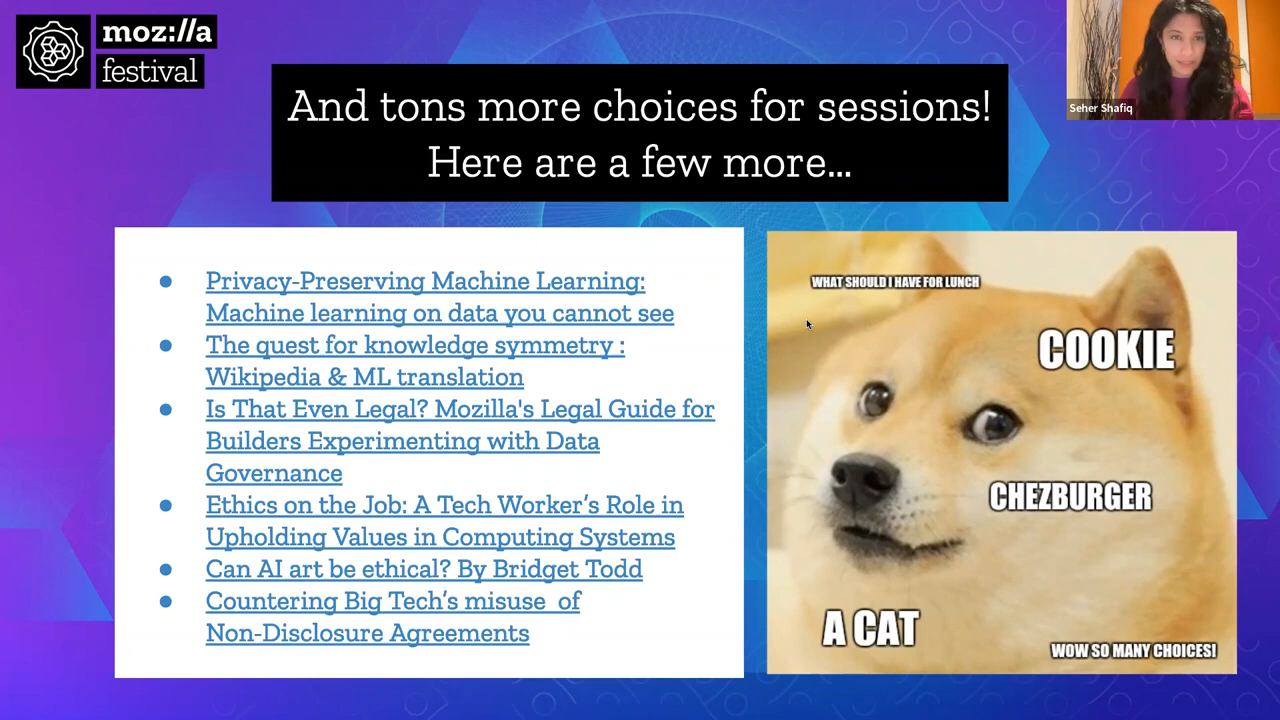 moz://a
festival
And tons more choices for sessions!
Here are a few more...
Seher Shafiq
● Privacy-Preserving Machine Learning:
Machine learning on data you cannot see
● The quest for knowledge symmetry :
Wikipedia & ML translation
● Is That Even Legal? Mozilla's Legal Guide for
Builders Experimenting with Data
Governance
● Ethics on the Job: A Tech Worker’s Role in
Upholding Values in Computing Systems
● Can AI art be ethical? By Bridget Todd
● Countering Big Tech’s misuse of
Non-Disclosure Agreements
WHAT SHOULD I HAVE FOR LUNCH
COOKIE
CHEZBURGER
A CAT
WOW SO MANY CHOICES!